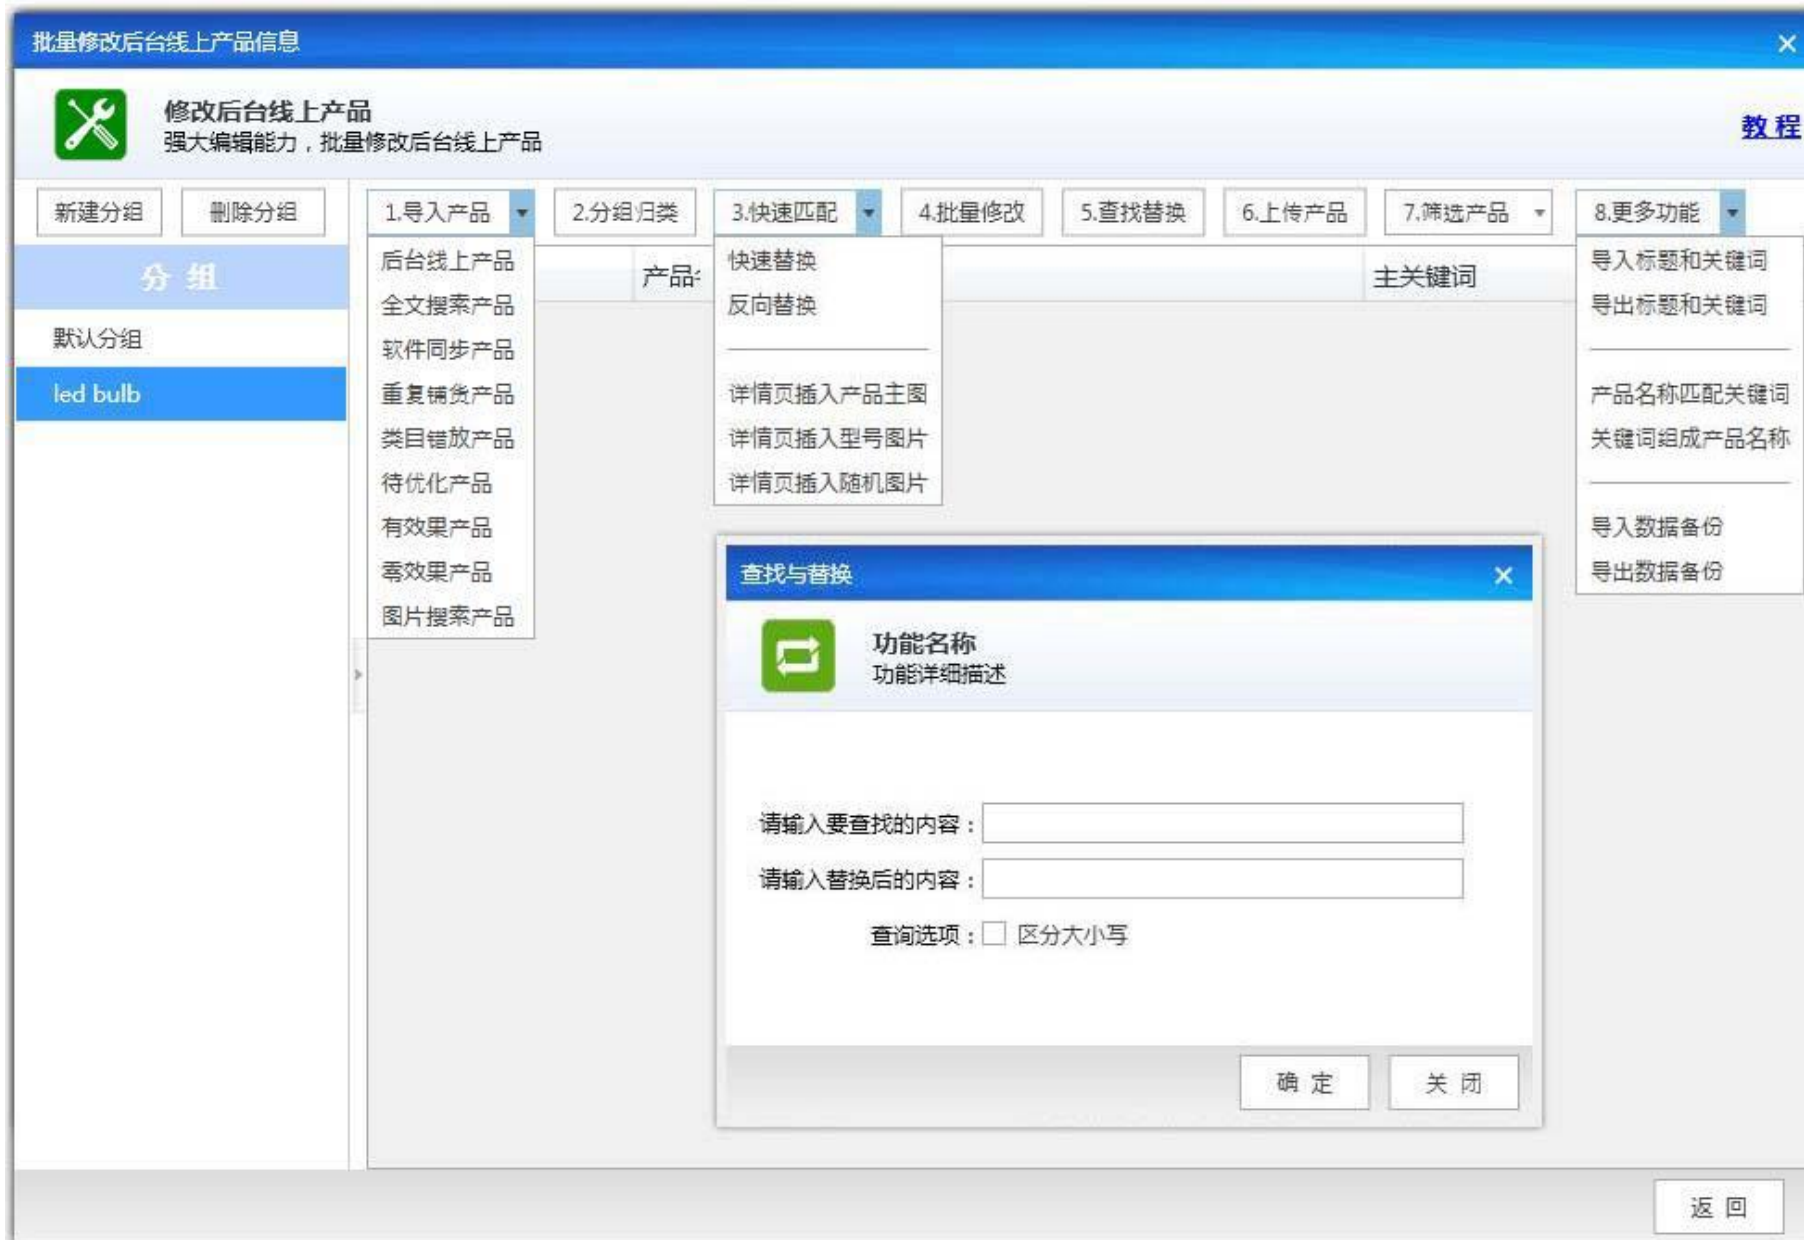 批量修改后台线上产品信息
修改后台线上产品
强大编辑能力，批量修改后台线上产品
教程
新建分组 删除分组 1.导入产品 2.分组归类 3.快速匹配 4.批量修改 5.查找替换 6.上传产品 7.筛选产品 8.更多功能
分 组
默认分组
led bulb
后台线上产品
全文搜索产品
软件同步产品
重复铺货产品
类目错放产品
待优化产品
有效果产品
零效果产品
图片搜索产品
产品
主关键词
快速替换
反向替换
详情页插入产品主图
详情页插入型号图片
详情页插入随机图片
导入标题和关键词
导出标题和关键词
产品名称匹配关键词
关键词组成产品名称
导入数据备份
导出数据备份
查找与替换
功能名称
功能详细描述
请输入要查找的内容：
请输入替换后的内容：
查询选项： 区分大小写
确 定 关 闭
返 回